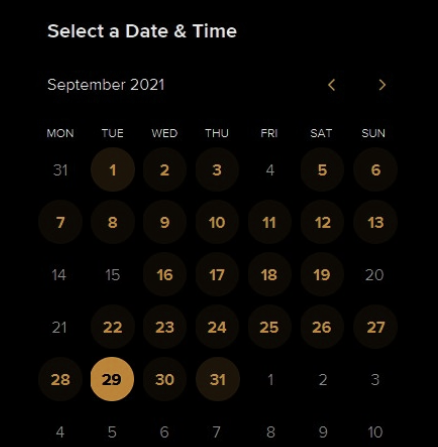 Select a Date & Time
September 2021 < >
MON TUE WED THU FRI SAT SUN
31 1 2 3 4 5 6
7 8 9 10 11 12 13
14 15 16 17 18 19 20
21 22 23 24 25 26 27
28 29 30 31 1 2 3
4 5 6 7 8 9 10